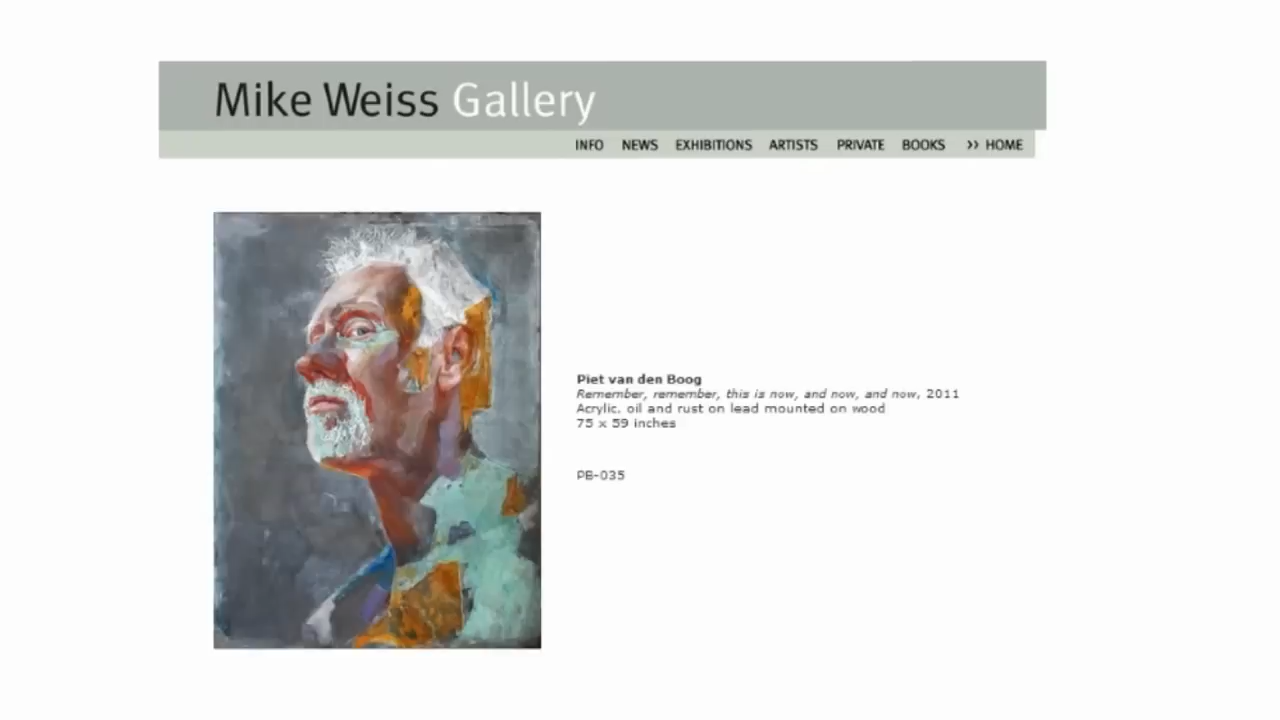 Mike Weiss Gallery
INFO NEWS EXHIBITIONS ARTISTS PRIVATE BOOKS >> HOME
Piet van den Boog
Remember, remember, this is now, and now, and now, 2011
Acrylic, oil and rust on lead mounted on wood
75 x 59 inches
PB-035